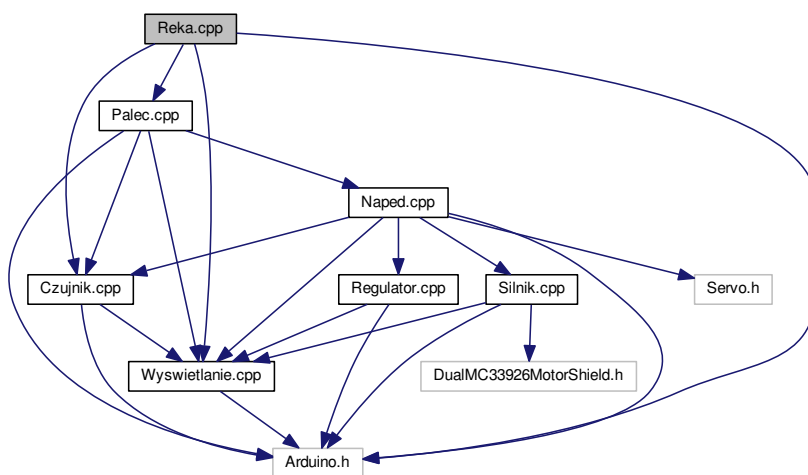 Reka.cpp
Palec.cpp
Naped.cpp
Czujnik.cpp
Regulator.cpp
Silnik.cpp
Servo.h
Wyswietlanie.cpp
DualMC33926MotorShield.h
Arduino.h